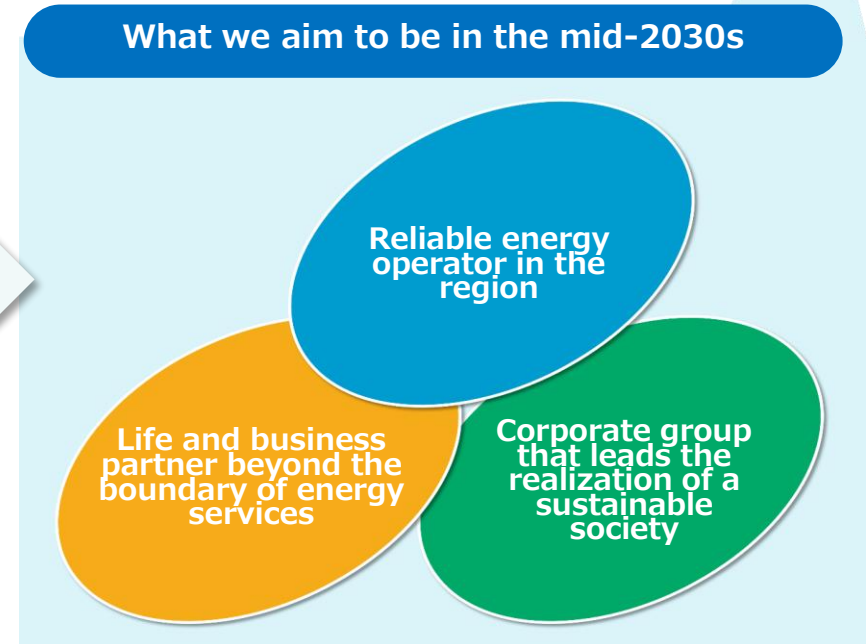 What we aim to be in the mid-2030s
Reliable energy
operator in the
region
Life and business
partner beyond the
boundary of energy
services
Corporate group
that leads the
realization of a
sustainable
society